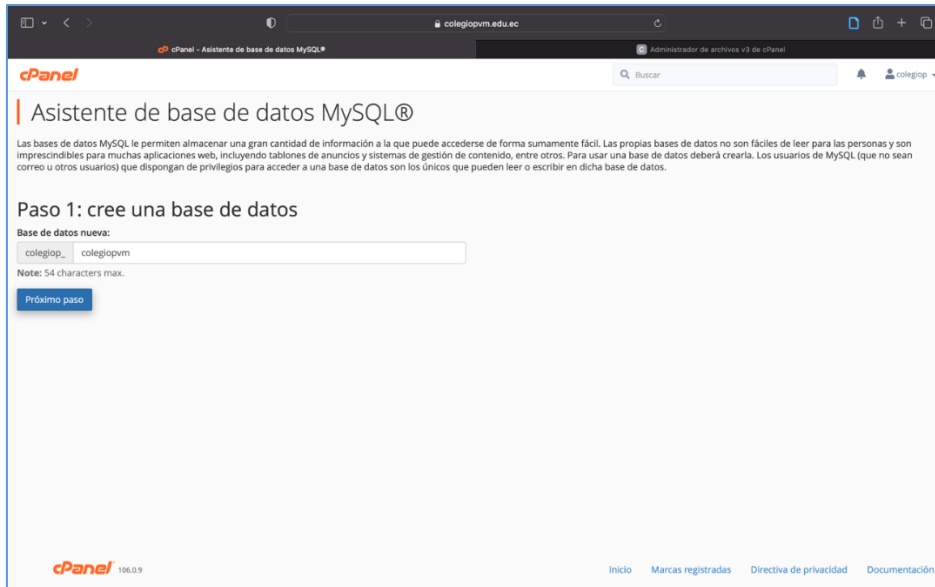 colegiopvm.edu.ec
cP cPanel - Asistente de base de datos MySQL®
C Administrador de archivos v3 de cPanel
cPanel
Buscar
colegiop
Asistente de base de datos MySQL®
Las bases de datos MySQL le permiten almacenar una gran cantidad de información a la que puede accederse de forma sumamente fácil. Las propias bases de datos no son fáciles de leer para las personas y son
imprescindibles para muchas aplicaciones web, incluyendo tablones de anuncios y sistemas de gestión de contenido, entre otros. Para usar una base de datos deberá crearla. Los usuarios de MySQL (que no sean
correo u otros usuarios) que dispongan de privilegios para acceder a una base de datos son los únicos que pueden leer o escribir en dicha base de datos.
Paso 1: cree una base de datos
Base de datos nueva:
colegiop_ colegiopvm
Note: 54 characters max.
Próximo paso
cPanel 106.0.9
Inicio Marcas registradas Directiva de privacidad Documentación